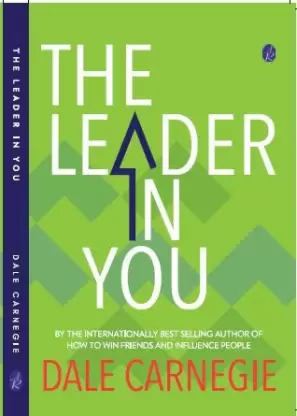 THE LEADER IN YOU
DALE CARNEGIE
THE
LEADER
IN
YOU
BY THE INTERNATIONALLY BEST SELLING AUTHOR OF
HOW TO WIN FRIENDS AND INFLUENCE PEOPLE
DALE CARNEGIE